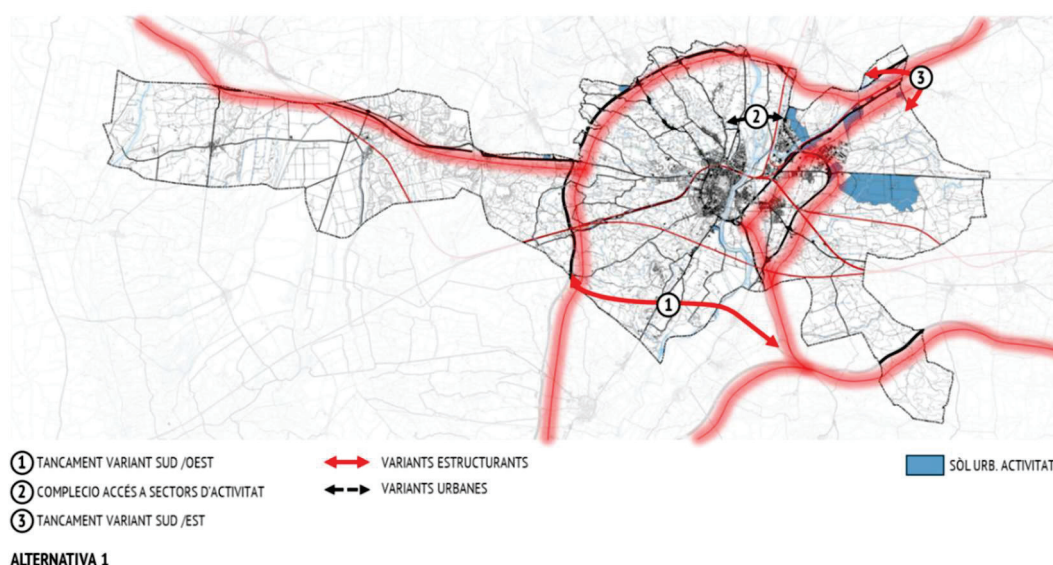 3
2
1
1 TANCAMENT VARIANT SUD /OEST
2 COMPLECIO ACCÉS A SECTORS D'ACTIVITAT
3 TANCAMENT VARIANT SUD /EST
VARIANTS ESTRUCTURANTS
VARIANTS URBANES
SÒL URB. ACTIVITAT
ALTERNATIVA 1